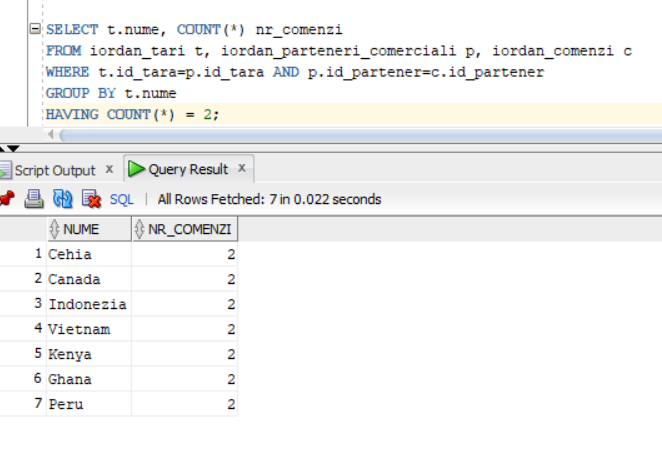 SELECT t.nume, COUNT(*) nr_comenzi
FROM iordan_tari t, iordan_parteneri_comerciali p, iordan_comenzi c
WHERE t.id_tara=p.id_tara AND p.id_partener=c.id_partener
GROUP BY t.nume
HAVING COUNT(*) = 2;
Script Output x Query Result x
SQL | All Rows Fetched: 7 in 0.022 seconds
NUME NR_COMENZI
1 Cehia 2
2 Canada 2
3 Indonezia 2
4 Vietnam 2
5 Kenya 2
6 Ghana 2
7 Peru 2